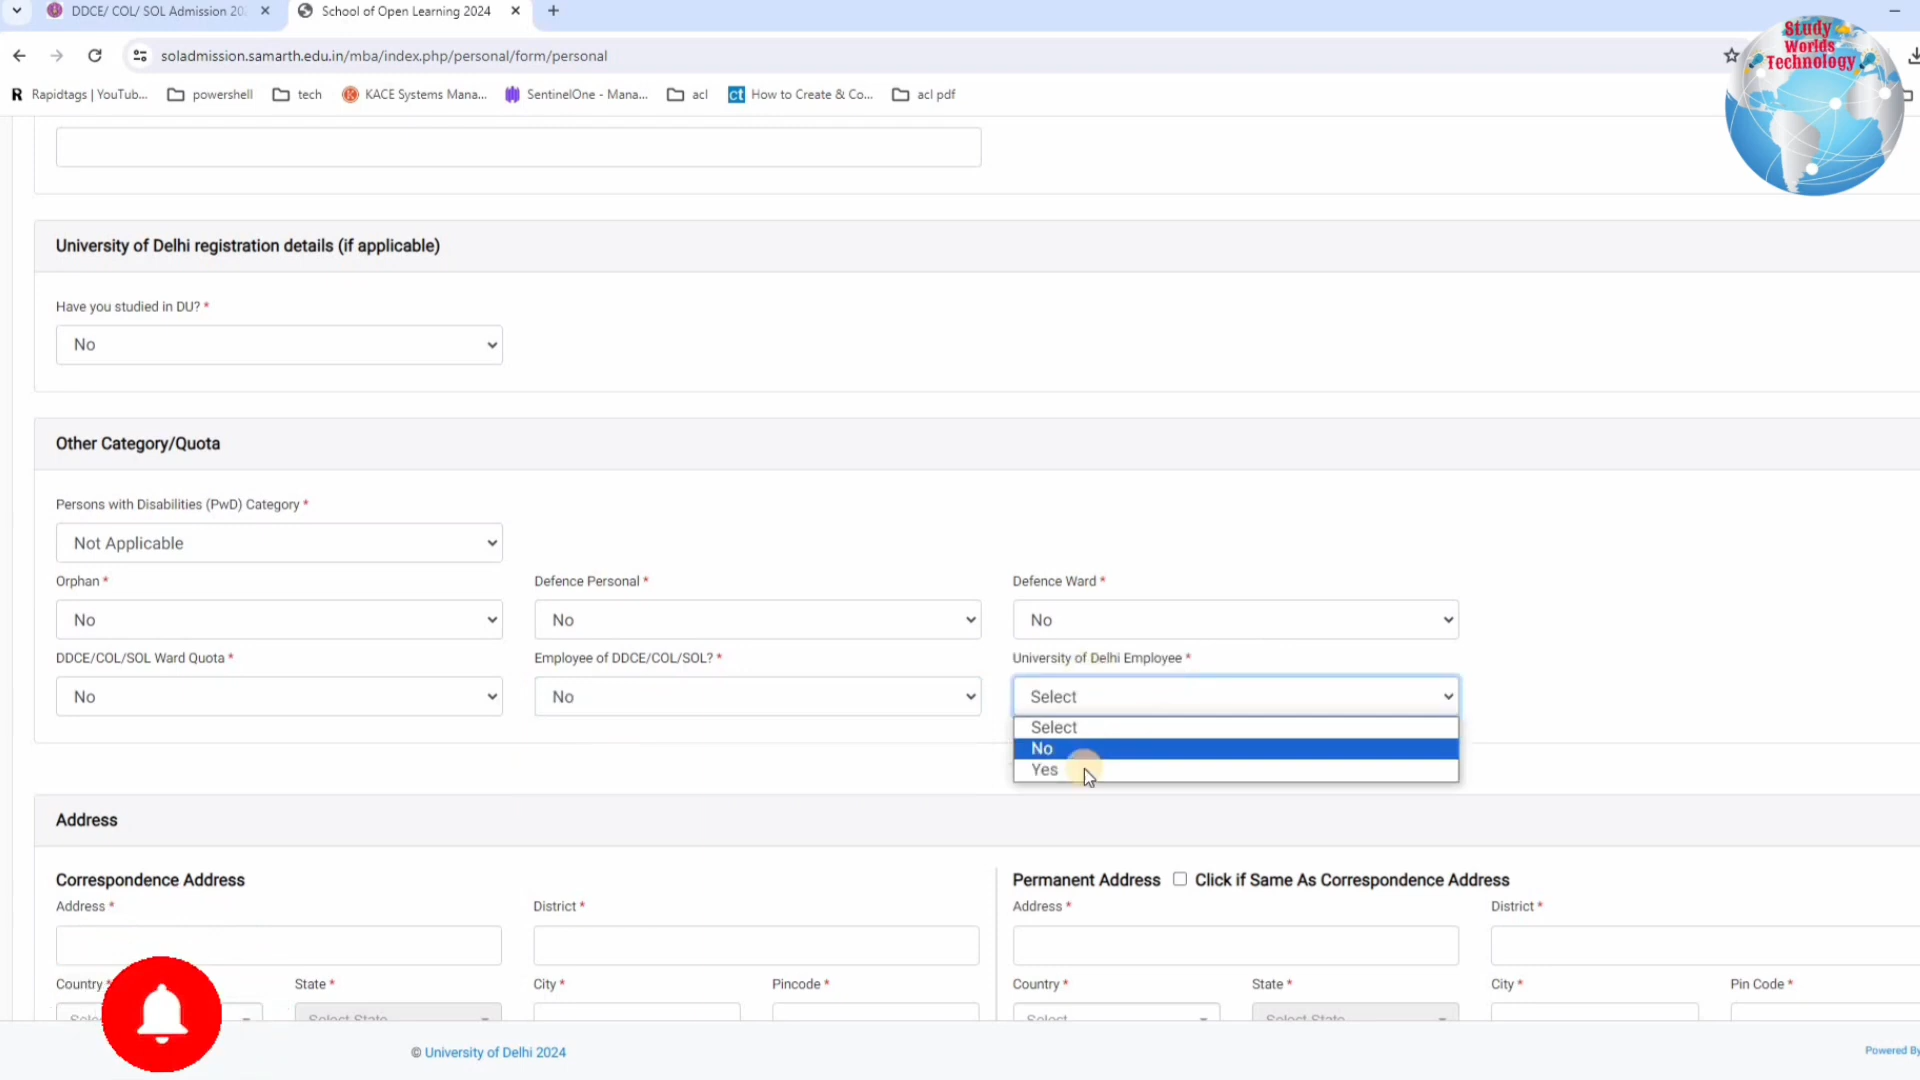 DDCE/ COL/ SOL Admission 20
School of Open Learning 2024
soladmission.samarth.edu.in/mba/index.php/personal/form/personal
Study
Worlds
Technology
Rapidtags | YouTub...
powershell
tech
KACE Systems Mana...
SentinelOne - Mana...
acl
ct
How to Create & Co...
acl pdf
University of Delhi registration details (if applicable)
Have you studied in DU? *
No
Other Category/Quota
Persons with Disabilities (PwD) Category *
Not Applicable
Orphan * Defence Personal * Defence Ward *
No No No
DDCE/COL/SOL Ward Quota * Employee of DDCE/COL/SOL? * University of Delhi Employee *
No No Select
Select
No
Yes
Address
Correspondence Address Permanent Address Click if Same As Correspondence Address
Address * District * Address * District *
Country * State * City * Pincode * Country * State * City * Pin Code *
Select State Select Select State
© University of Delhi 2024
Powered By